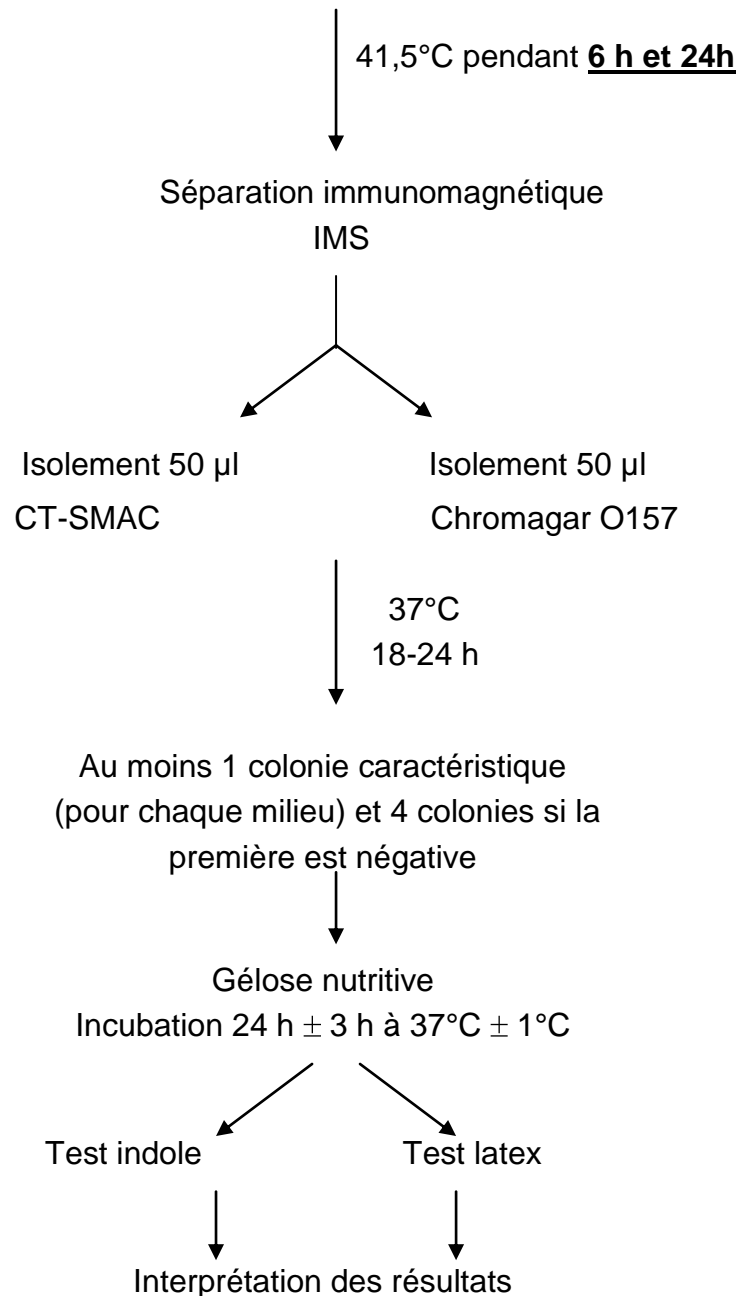 41,5°C pendant 6 h et 24h
Séparation immunomagnétique
IMS
Isolement 50 µl
CT-SMAC
Isolement 50 µl
Chromagar O157
37°C
18-24 h
Au moins 1 colonie caractéristique
(pour chaque milieu) et 4 colonies si la
première est négative
Gélose nutritive
Incubation 24 h ± 3 h à 37°C ± 1°C
Test indole
Test latex
Interprétation des résultats